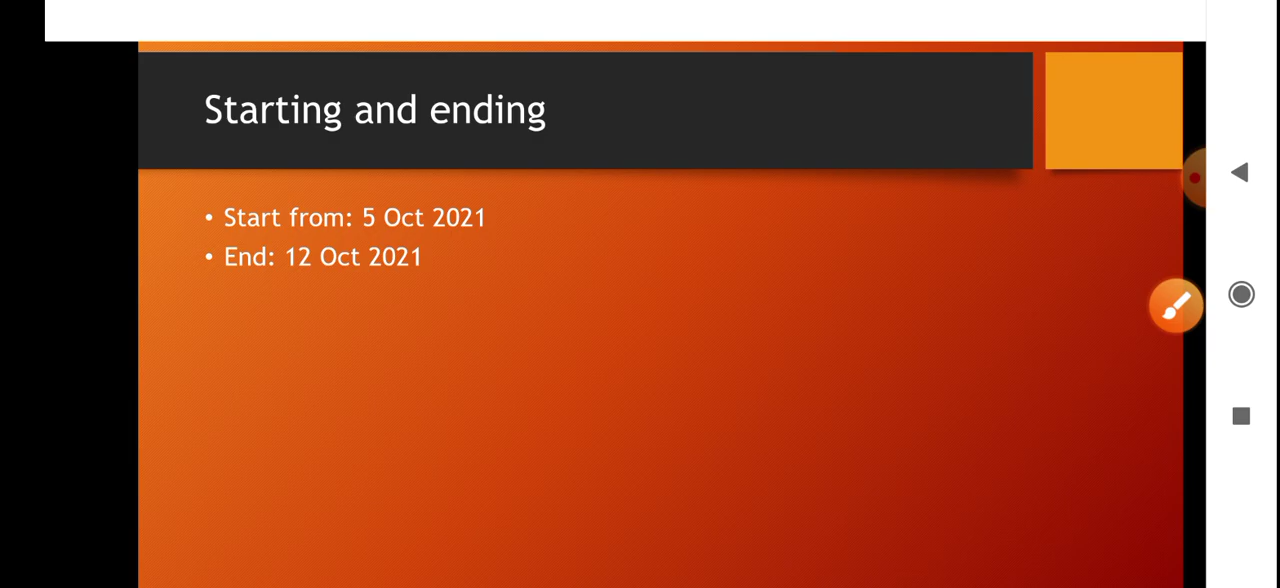 Starting and ending
• Start from: 5 Oct 2021
• End: 12 Oct 2021